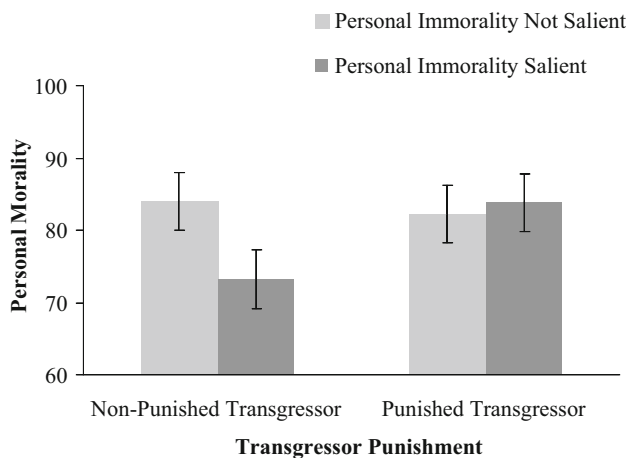 Personal Immorality Not Salient
Personal Immorality Salient
100
90
80
70
60
Personal Morality
Non-Punished Transgressor
Punished Transgressor
Transgressor Punishment